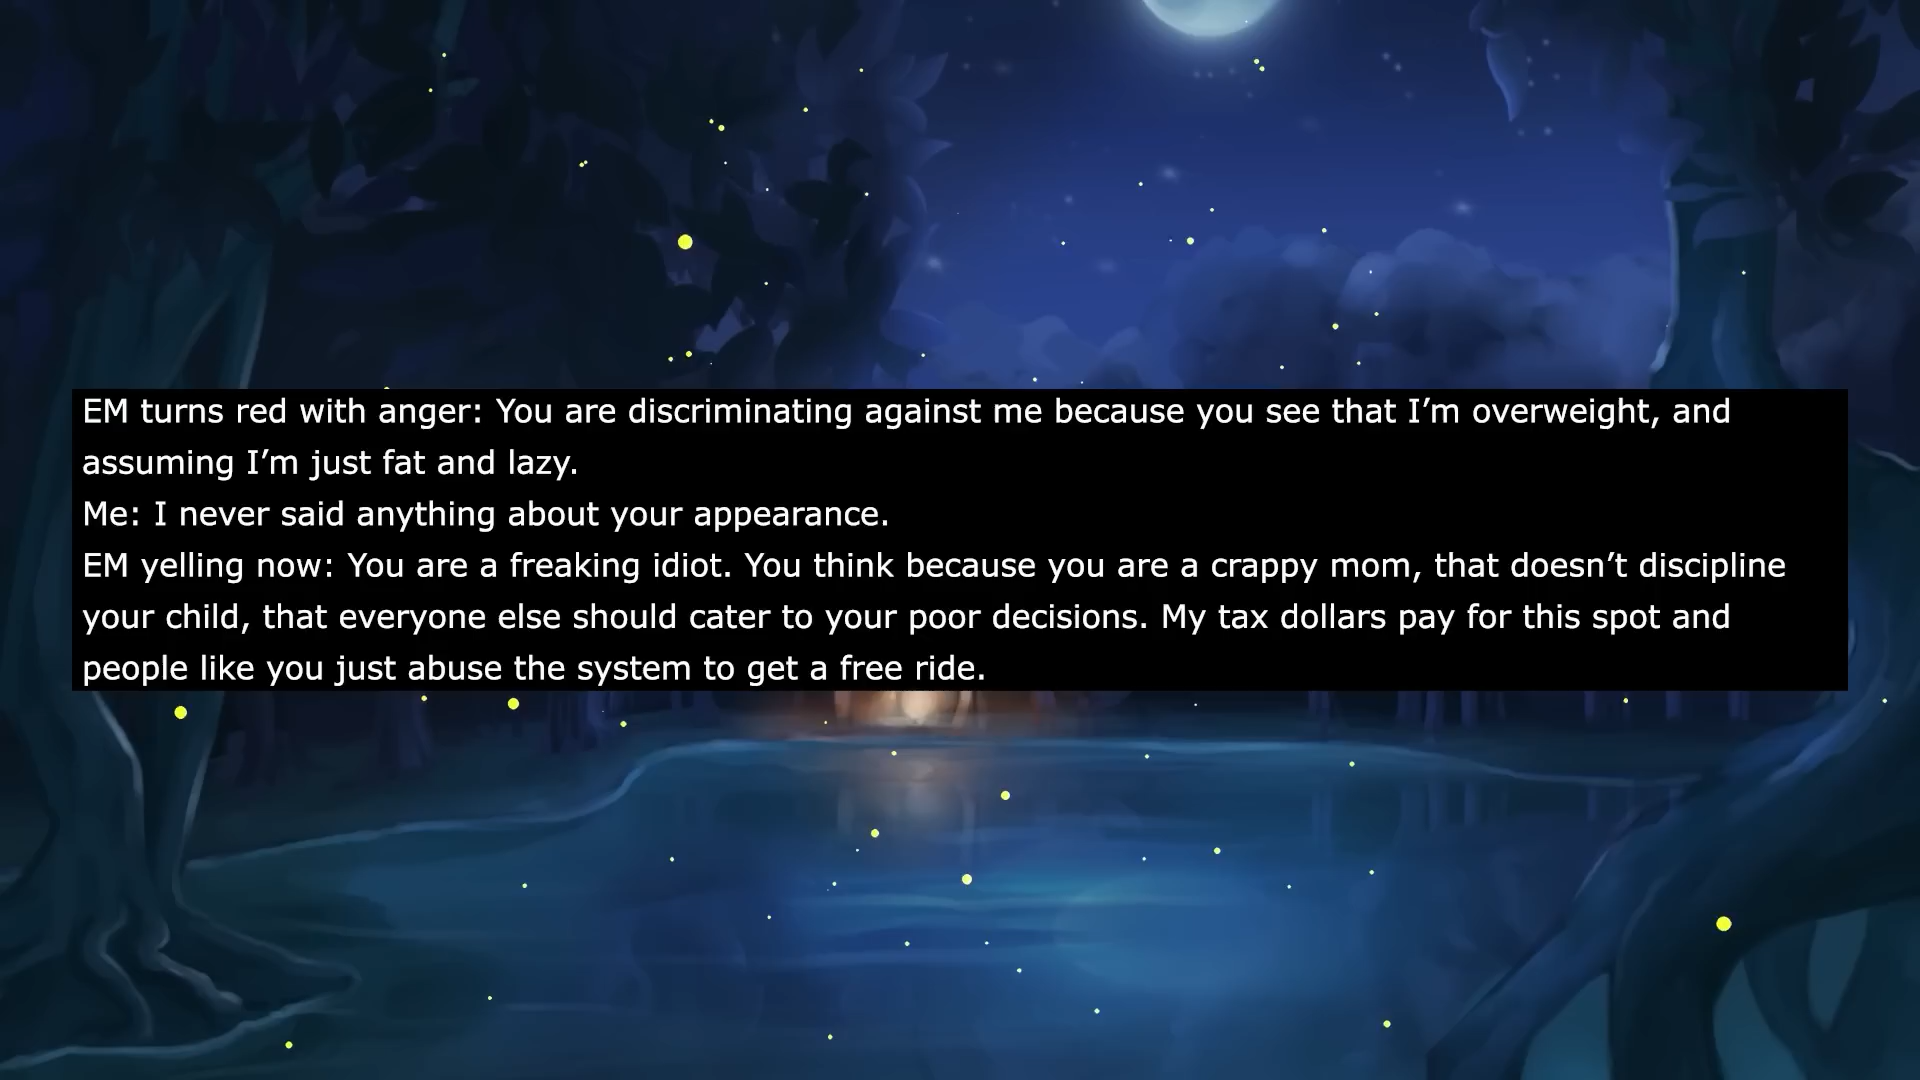 EM turns red with anger: You are discriminating against me because you see that I’m overweight, and
assuming I’m just fat and lazy.
Me: I never said anything about your appearance.
EM yelling now: You are a freaking idiot. You think because you are a crappy mom, that doesn’t discipline
your child, that everyone else should cater to your poor decisions. My tax dollars pay for this spot and
people like you just abuse the system to get a free ride.